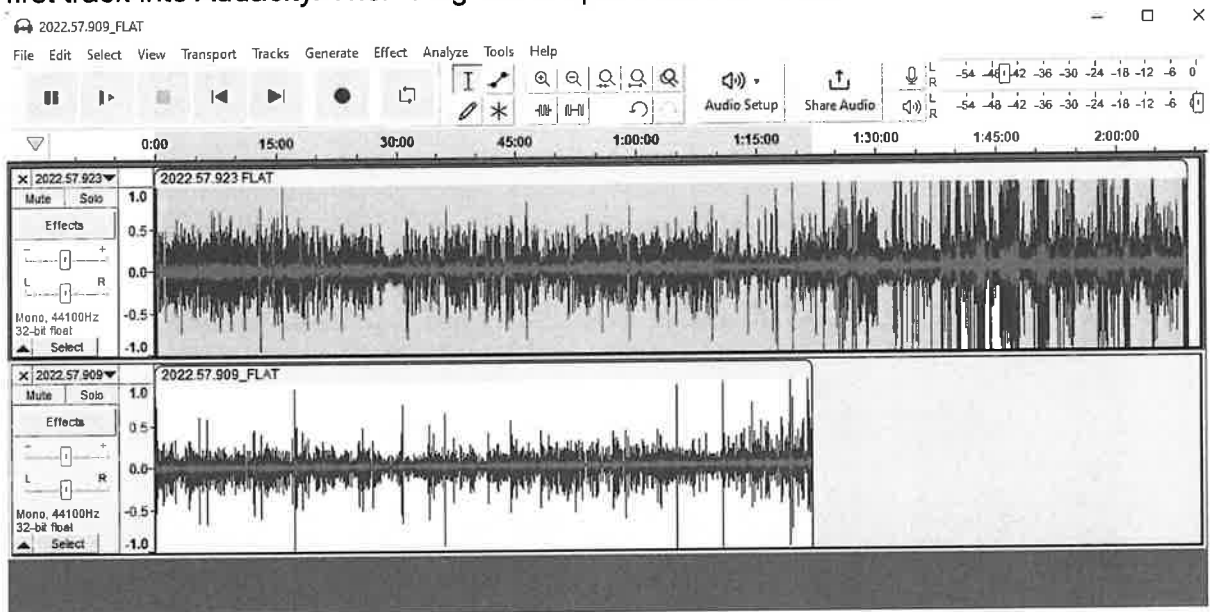 2022.57.909_FLAT
File Edit Select View Transport Tracks Generate Effect Analyze Tools Help
Audio Setup Share Audio
L R -54 -48 -42 -36 -30 -24 -18 -12 -6 0
L R -54 -48 -42 -36 -30 -24 -18 -12 -6
0:00 15:00 30:00 45:00 1:00:00 1:15:00 1:30:00 1:45:00 2:00:00
2022.57.923
2022.57.923 FLAT
Mute Solo
Effects
- +
L R
Mono, 44100Hz
32-bit float
Select
1.0
0.5
0.0
-0.5
-1.0
2022.57.909
2022.57.909_FLAT
Mute Solo
Effects
- +
L R
Mono, 44100Hz
32-bit float
Select
1.0
0.5
0.0
-0.5
-1.0